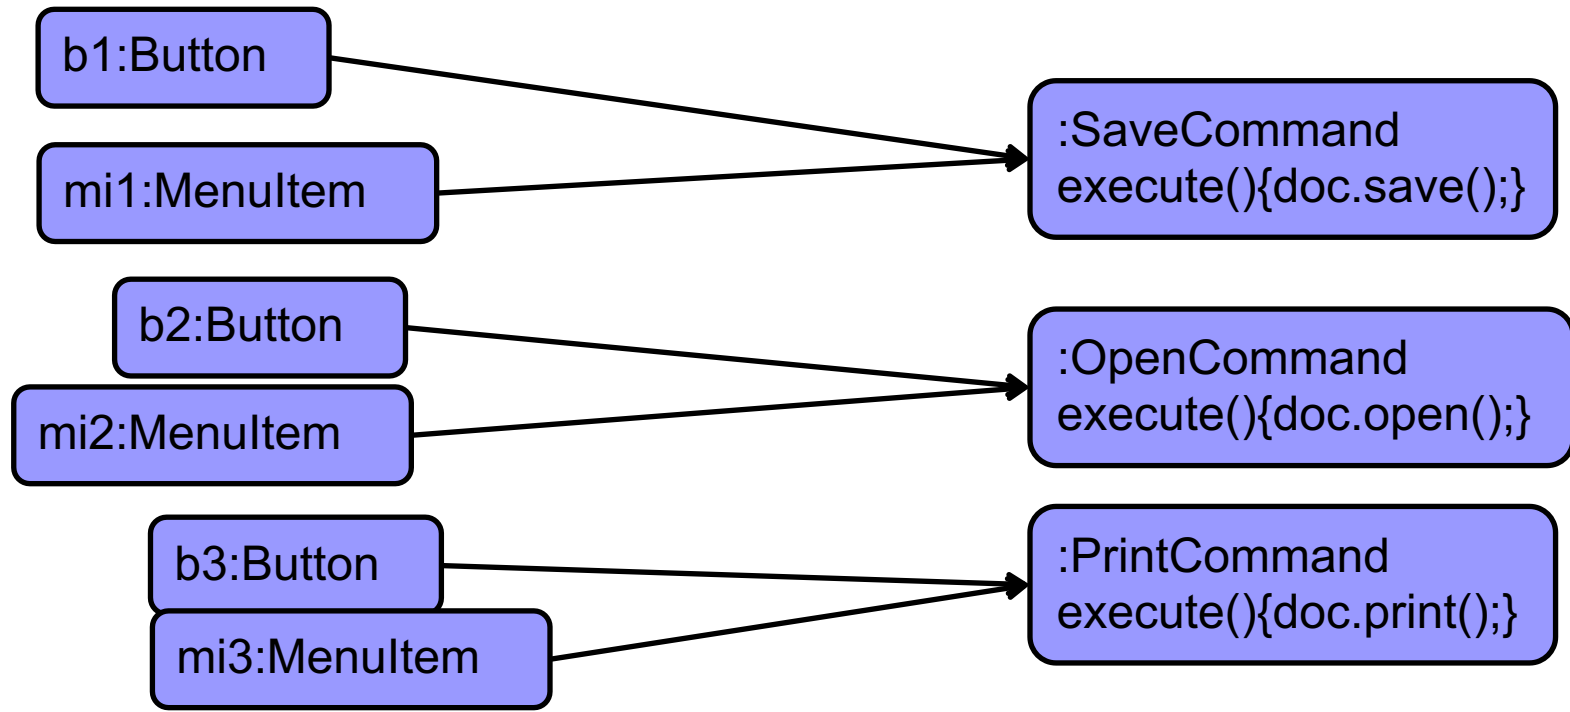 b1:Button
mi1:MenuItem
:SaveCommand
execute(){doc.save();}
b2:Button
mi2:MenuItem
:OpenCommand
execute(){doc.open();}
b3:Button
mi3:MenuItem
:PrintCommand
execute(){doc.print();}